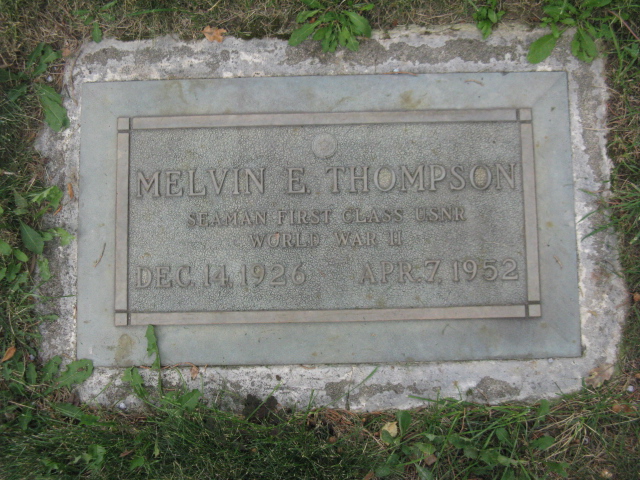 MELVIN E. THOMPSON
SEAMAN FIRST CLASS USNR
WORLD WAR II
DEC. 14, 1926 APR. 7, 1952